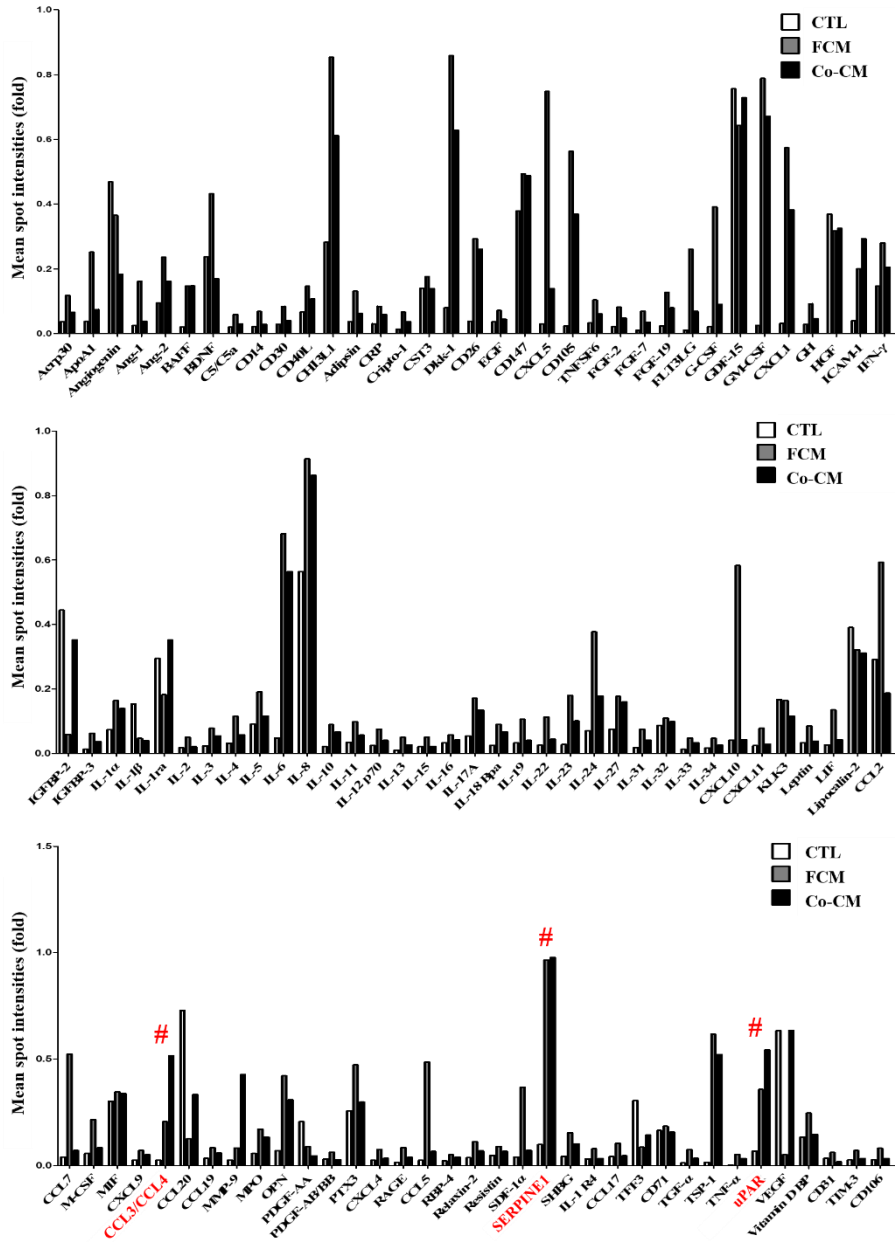 CTL
FCM
Co-CM
Mean spot intensities (fold)
1.0
0.8
0.6
0.4
0.2
0.0
Acrp30
ApoA1
Angiogenin
Ang-1
Ang-2
BAFF
BDNF
C5/C5a
CD14
CD30
CD40L
CHI3L1
Adipsin
CRP
Cripto-1
CST3
Dkk-1
CD26
EGF
CD147
CXCL5
CD105
TNFSF6
FGF-2
FGF-7
FGF-19
FLT3LG
G-CSF
GDF-15
GM-CSF
CXCL1
GH
HGF
ICAM-1
IFN-γ
CTL
FCM
Co-CM
Mean spot intensities (fold)
1.0
0.8
0.6
0.4
0.2
0.0
IGFBP-2
IGFBP-3
IL-1α
IL-1β
IL-1ra
IL-2
IL-3
IL-4
IL-5
IL-6
IL-8
IL-10
IL-11
IL-12 p70
IL-13
IL-15
IL-16
IL-17A
IL-18 Bpa
IL-19
IL-22
IL-23
IL-24
IL-27
IL-31
IL-32
IL-33
IL-34
CXCL10
CXCL11
KLK3
Leptin
LIF
Lipocalin-2
CCL2
CTL
FCM
Co-CM
Mean spot intensities (fold)
1.5
1.0
0.5
0.0
#
#
#
CCL7
M-CSF
MIF
CXCL9
CCL3/CCL4
CCL20
CCL19
MMP-9
MPO
OPN
PDGF-AA
PDGF-AB/BB
PTX3
CXCL4
RAGE
CCL5
RBP-4
Relaxin-2
Resistin
SDF-1α
SERPINE1
SHBG
IL-1 R4
CCL17
TFF3
CD71
TGF-α
TSP-1
TNF-α
uPAR
VEGF
Vitamin D BP
CD31
TIM-3
CD106